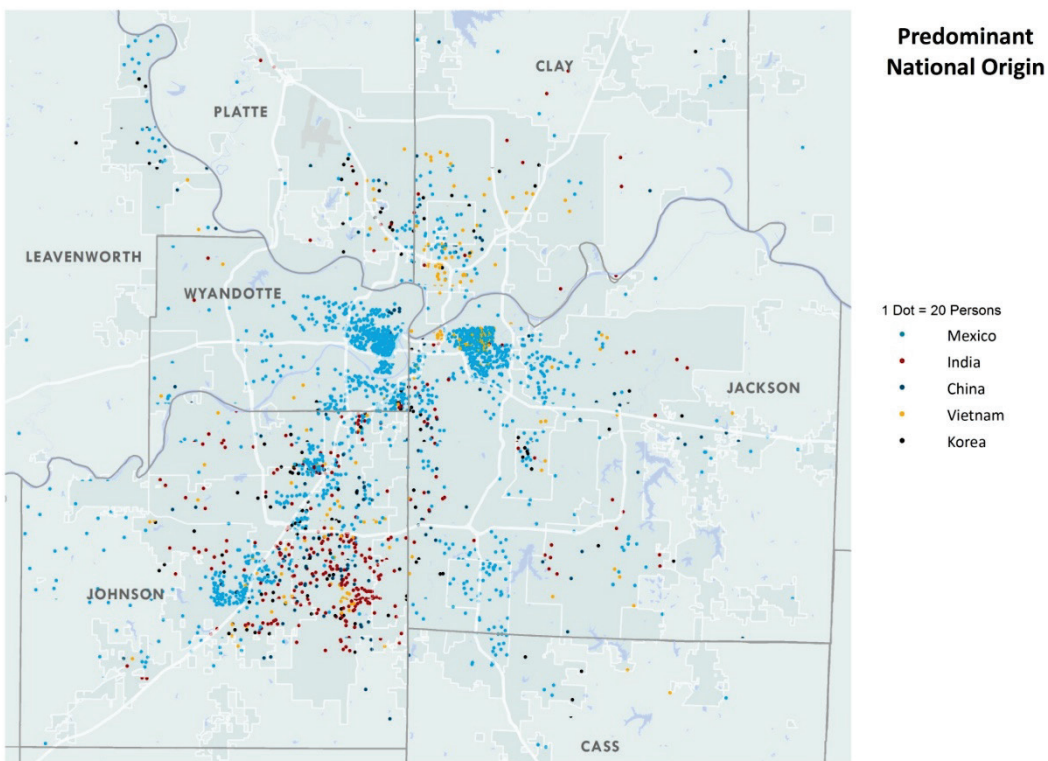 Predominant
National Origin
CLAY
PLATTE
LEAVENWORTH
WYANDOTTE
1 Dot = 20 Persons
Mexico
India
China
Vietnam
Korea
JACKSON
JOHNSON
CASS